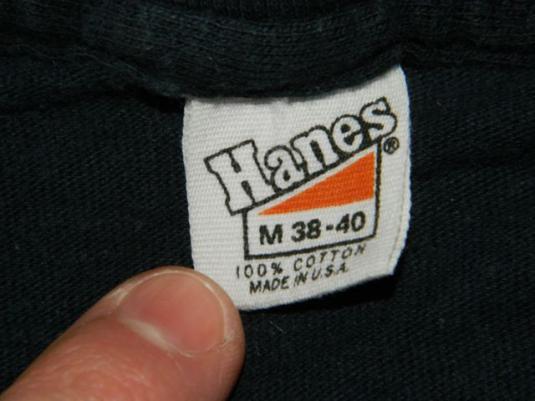 Hanes®
M 38-40
100% COTTON
MADE IN U.S.A.